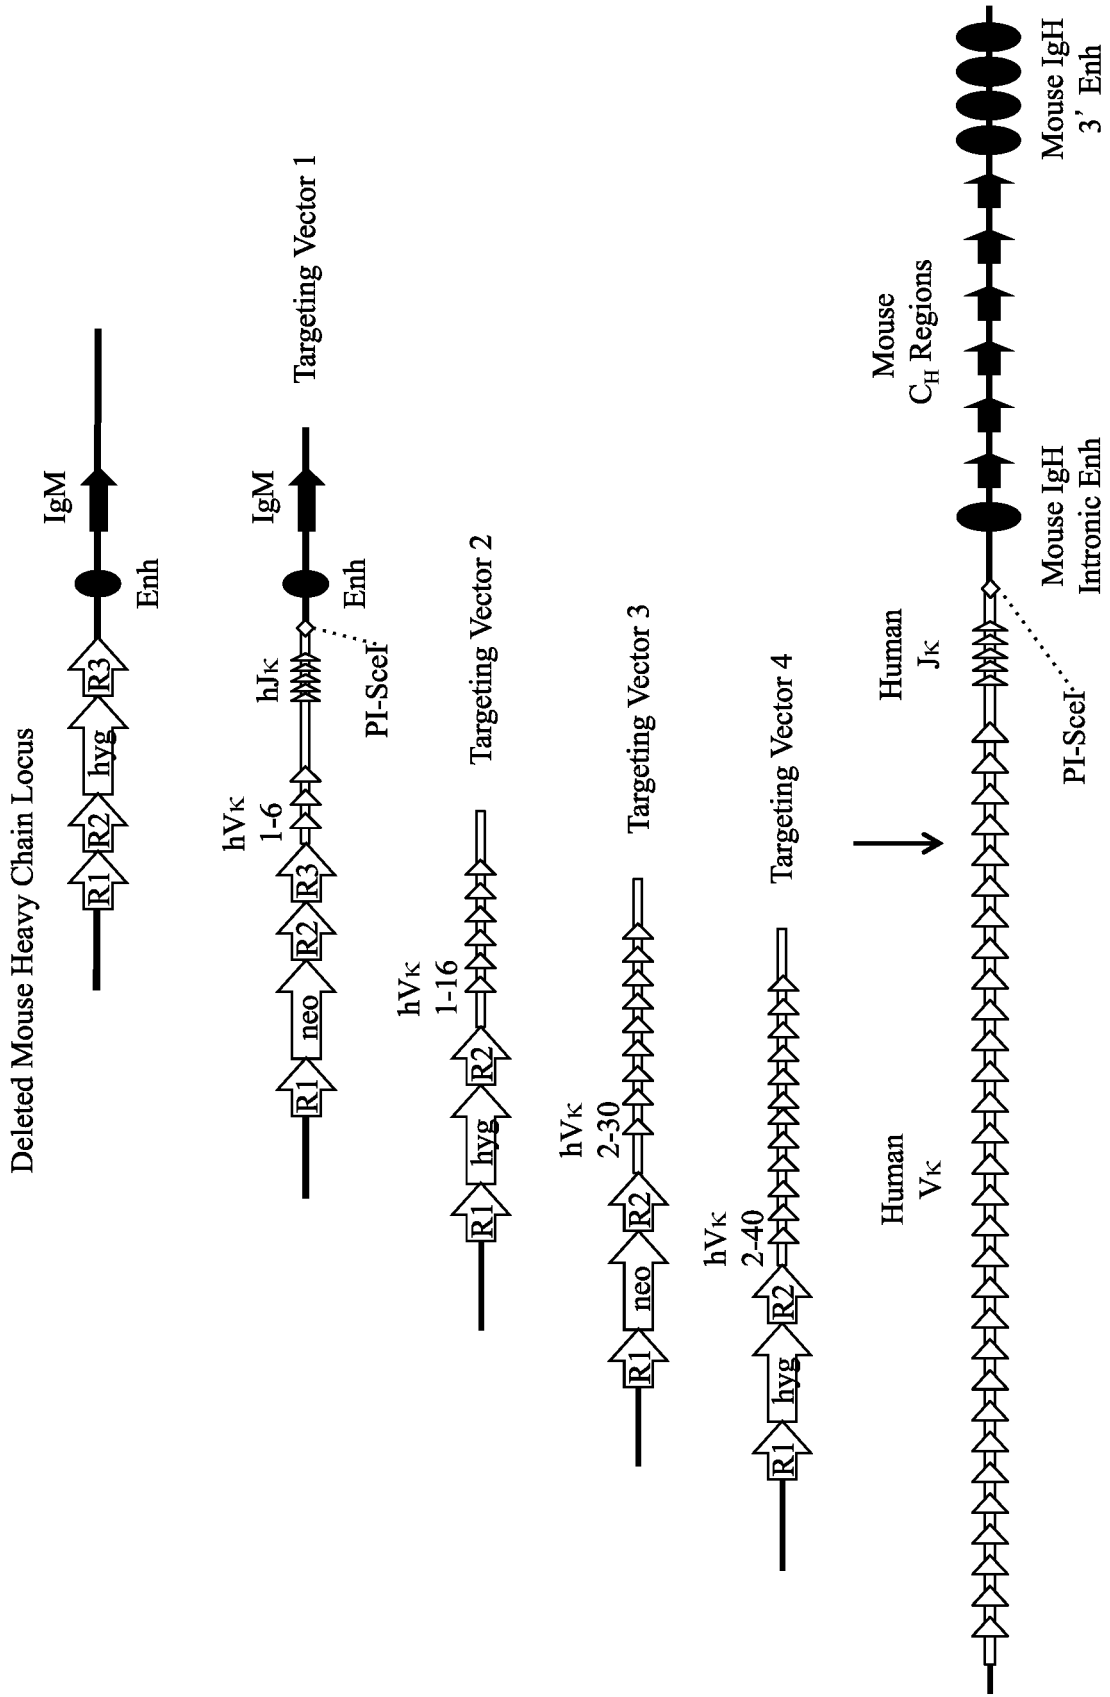 Deleted Mouse Heavy Chain Locus
R1
R2
hyg
R3
Enh
IgM
R1
neo
R2
R3
hVκ
1-6
hJκ
PI-SceI
Enh
IgM
Targeting Vector 1
R1
hyg
R2
hVκ
1-16
Targeting Vector 2
R1
neo
R2
hVκ
2-30
Targeting Vector 3
R1
hyg
R2
hVκ
2-40
Targeting Vector 4
Human
Vκ
Human
Jκ
PI-SceI
Mouse IgH
Intronic Enh
Mouse
CH Regions
Mouse IgH
3' Enh